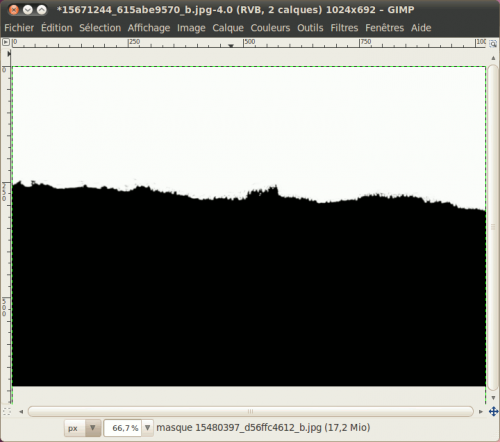 *15671244_615abe9570_b.jpg-4.0 (RVB, 2 calques) 1024x692 – GIMP
Fichier Édition Sélection Affichage Image Calque Couleurs Outils Filtres Fenêtres Aide
0 250 500 750 100
0
250
500
px 66,7% masque 15480397_d56ffc4612_b.jpg (17,2 Mio)